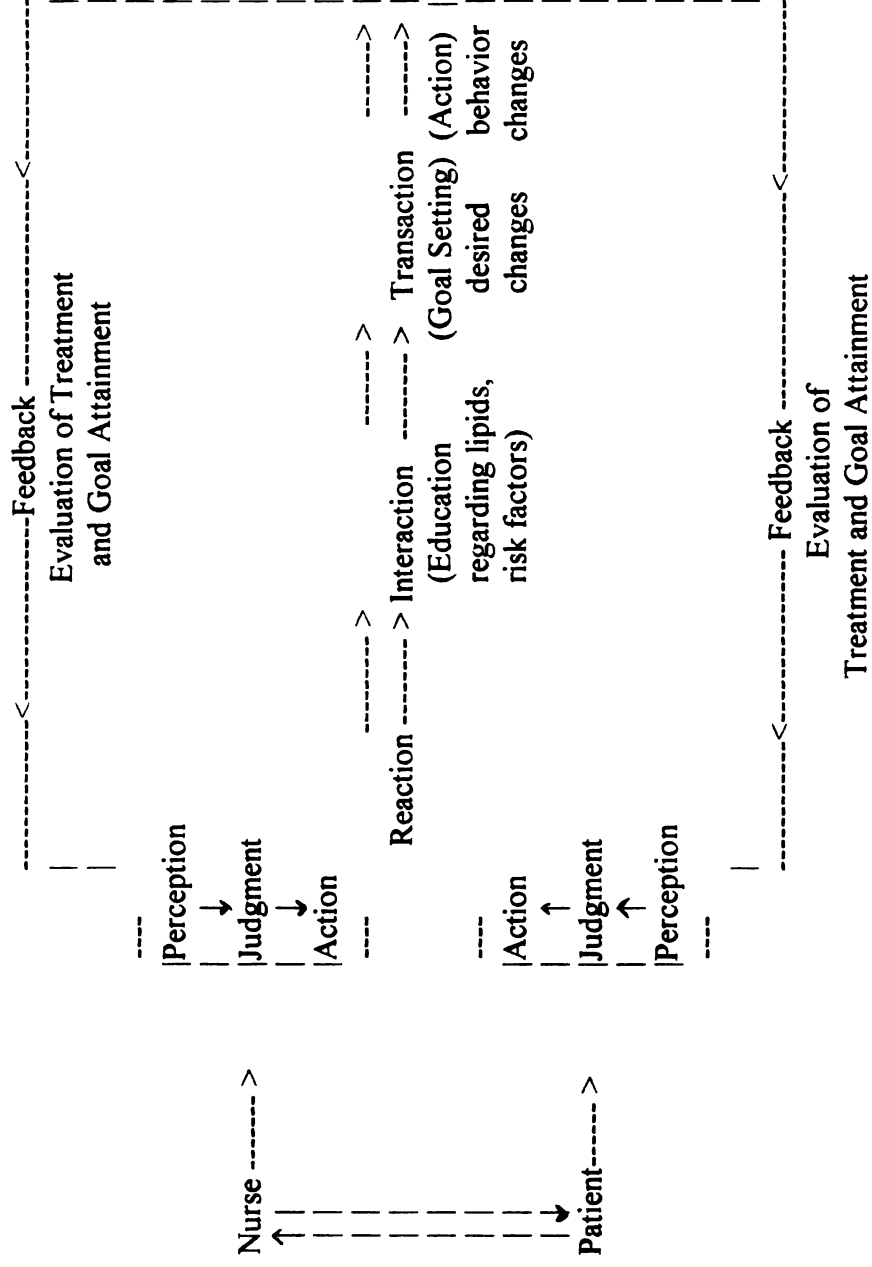 Feedback
Evaluation of Treatment
and Goal Attainment
Nurse
Perception
Judgment
Action
Reaction
Interaction
(Education
regarding lipids,
risk factors)
Transaction
(Goal Setting)
desired
changes
(Action)
behavior
changes
Patient
Action
Judgment
Perception
Feedback
Evaluation of
Treatment and Goal Attainment